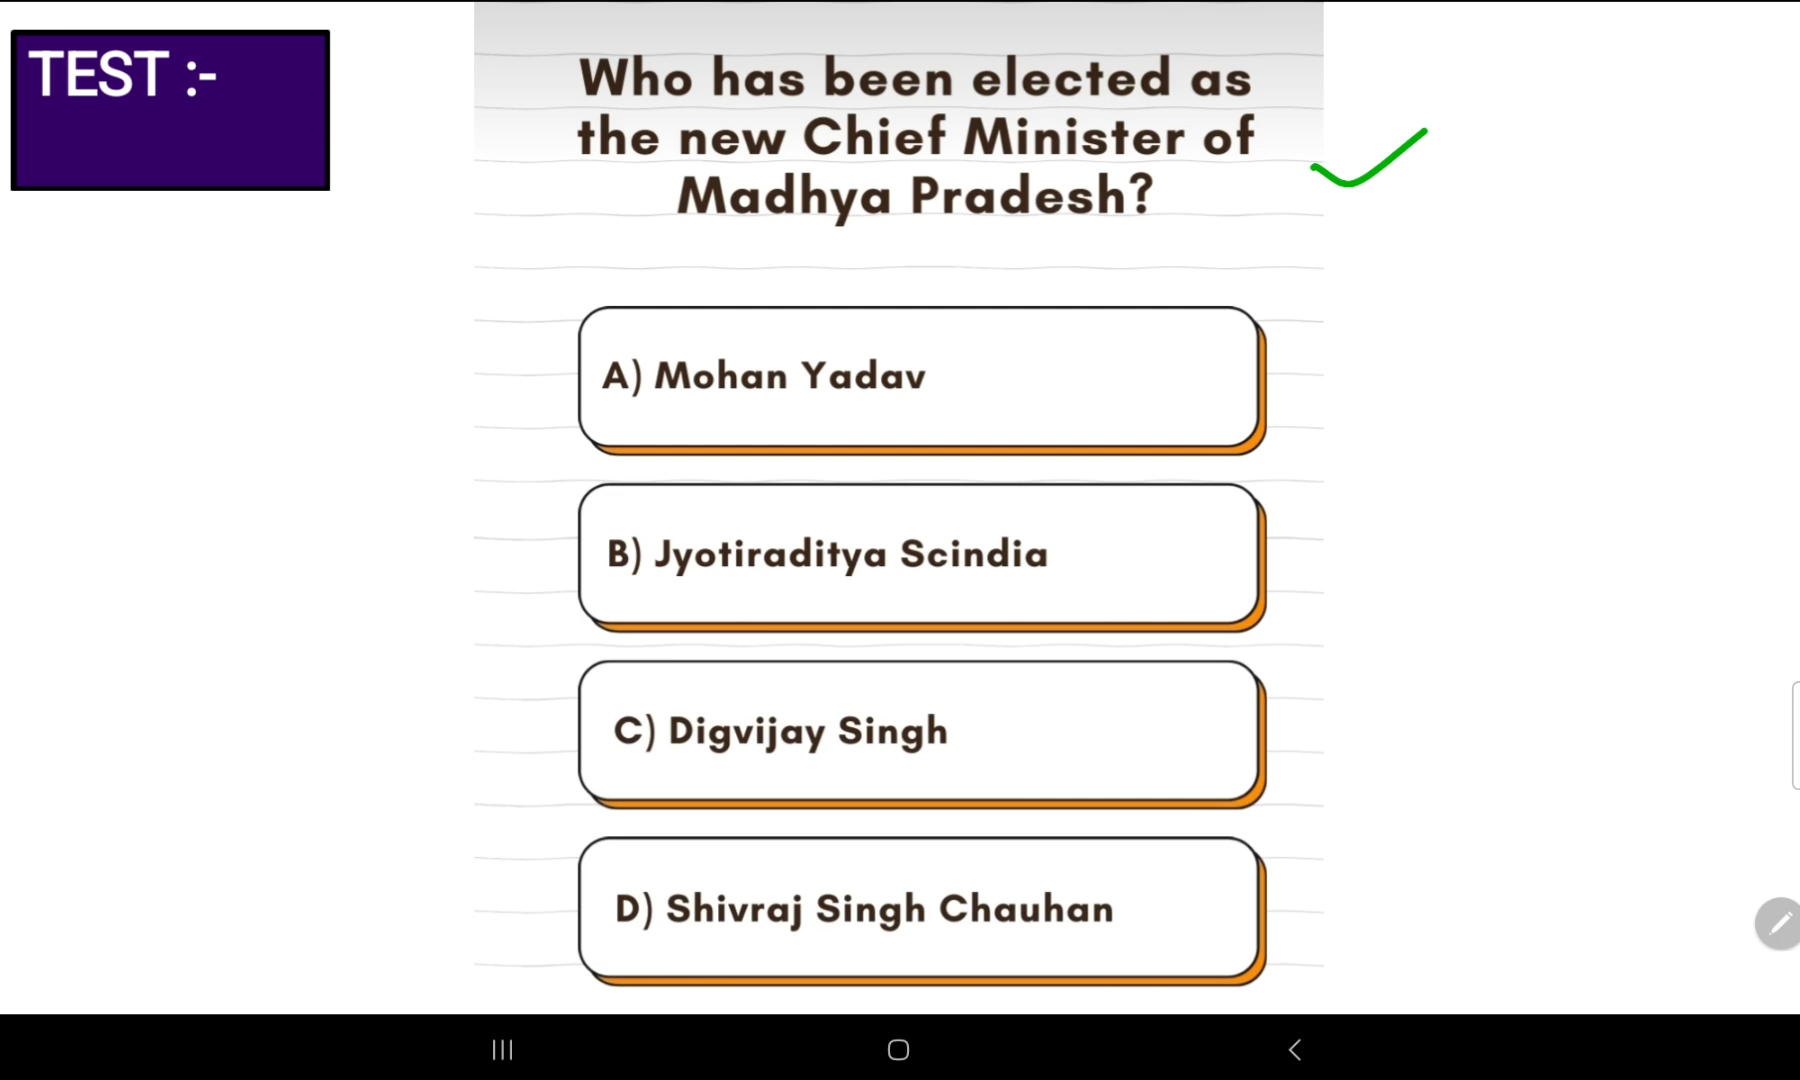 TEST :-
Who has been elected as
the new Chief Minister of
Madhya Pradesh?
A) Mohan Yadav
B) Jyotiraditya Scindia
C) Digvijay Singh
D) Shivraj Singh Chauhan